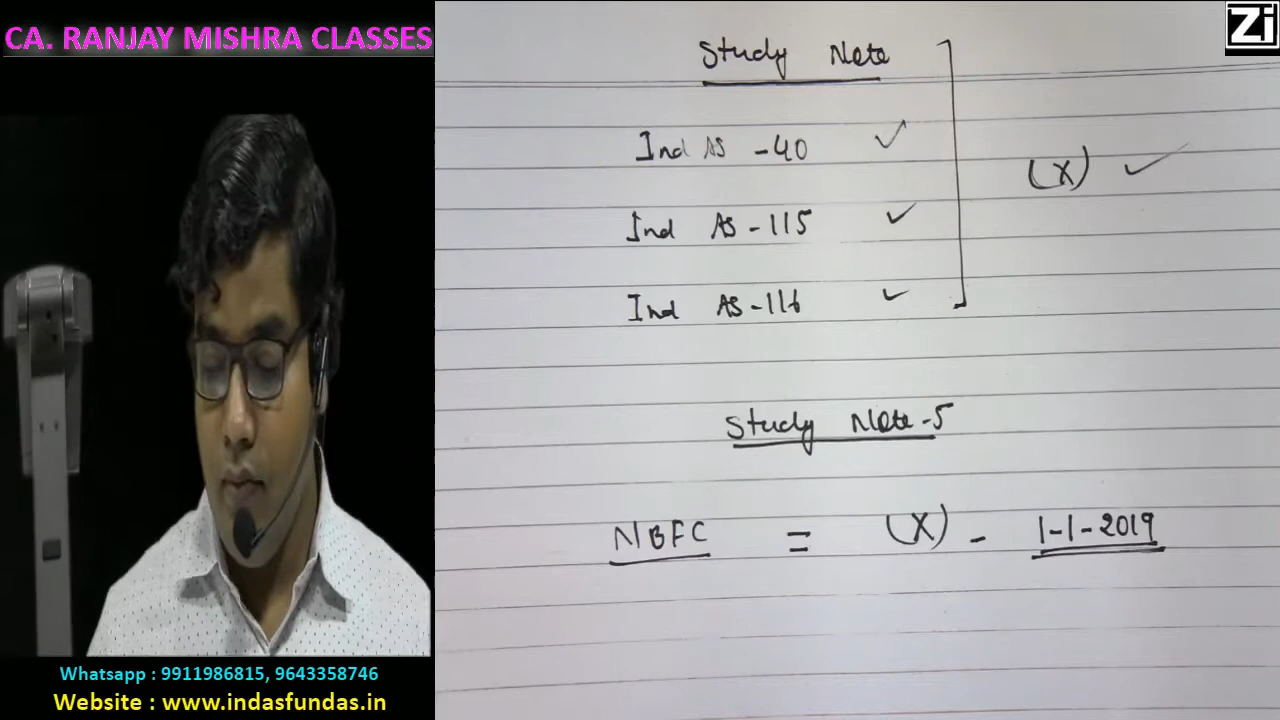 CA. RANJAY MISHRA CLASSES
Zi
Study Note
Ind AS -40 ✓
(X) ✓
Ind AS -115 ✓
Ind AS -116 ✓
Study Note -5
NBFC = (X) - 1-1-2019
Whatsapp : 9911986815, 9643358746
Website : www.indasfundas.in